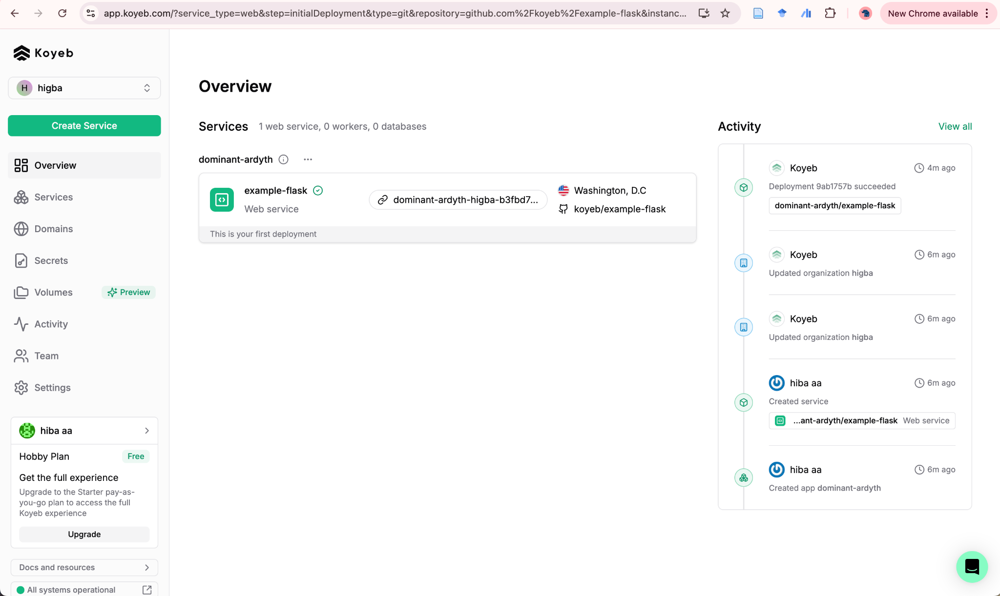 app.koyeb.com/?service_type=web&step=initialDeployment&type=git&repository=github.com%2Fkoyeb%2Fexample-flask&instanc...
New Chrome available
Koyeb
H higba
Create Service
Overview
Services
Domains
Secrets
Volumes
Preview
Activity
Team
Settings
hiba aa
Hobby Plan
Free
Get the full experience
Upgrade to the Starter pay-as-
you-go plan to access the full
Koyeb experience
Upgrade
Docs and resources
All systems operational
Overview
Services
1 web service, 0 workers, 0 databases
dominant-ardyth
example-flask
Web service
dominant-ardyth-higba-b3fbd7...
Washington, D.C
koyeb/example-flask
This is your first deployment
Activity
View all
Koyeb
4m ago
Deployment 9ab1757b succeeded
dominant-ardyth/example-flask
Koyeb
6m ago
Updated organization higba
Koyeb
6m ago
Updated organization higba
hiba aa
6m ago
Created service
...ant-ardyth/example-flask Web service
hiba aa
6m ago
Created app dominant-ardyth